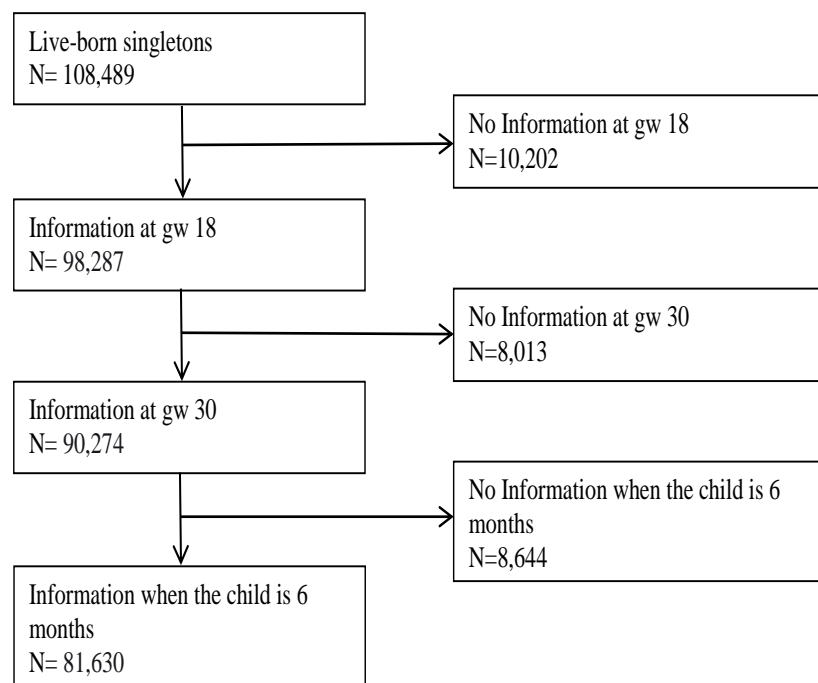 Live-born singletons
N= 108,489
No Information at gw 18
N=10,202
Information at gw 18
N= 98,287
No Information at gw 30
N=8,013
Information at gw 30
N= 90,274
No Information when the child is 6
months
N=8,644
Information when the child is 6
months
N= 81,630